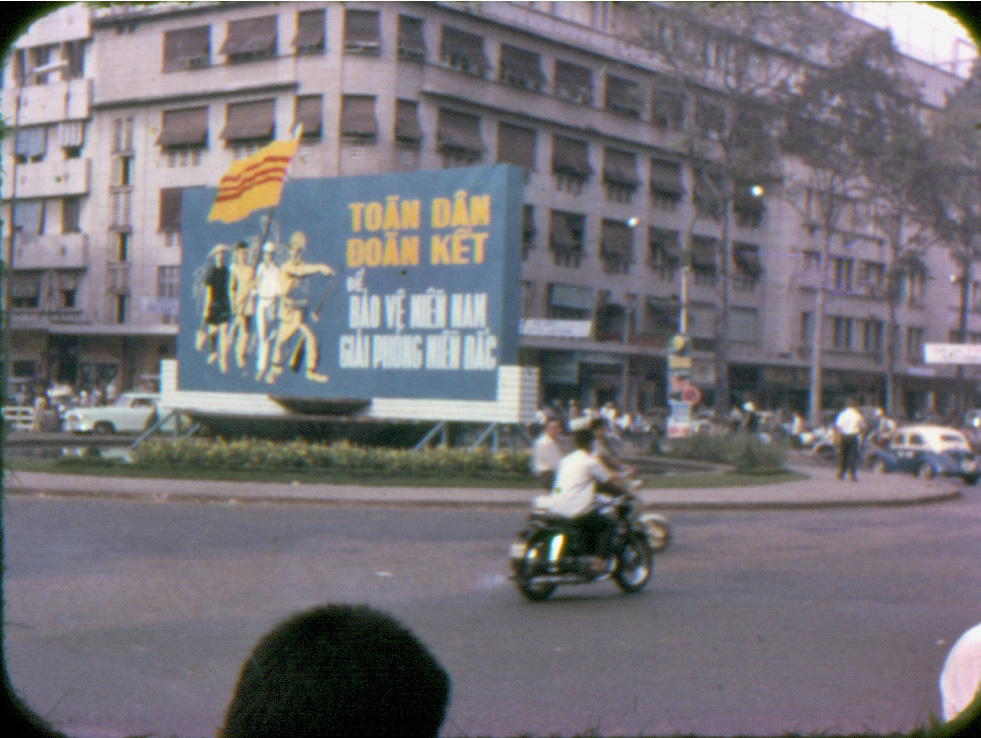 TOÀN DÂN
ĐOÀN KẾT
ĐỂ
BẢO VỆ MIỀN NAM
GIẢI PHÓNG MIỀN BẮC